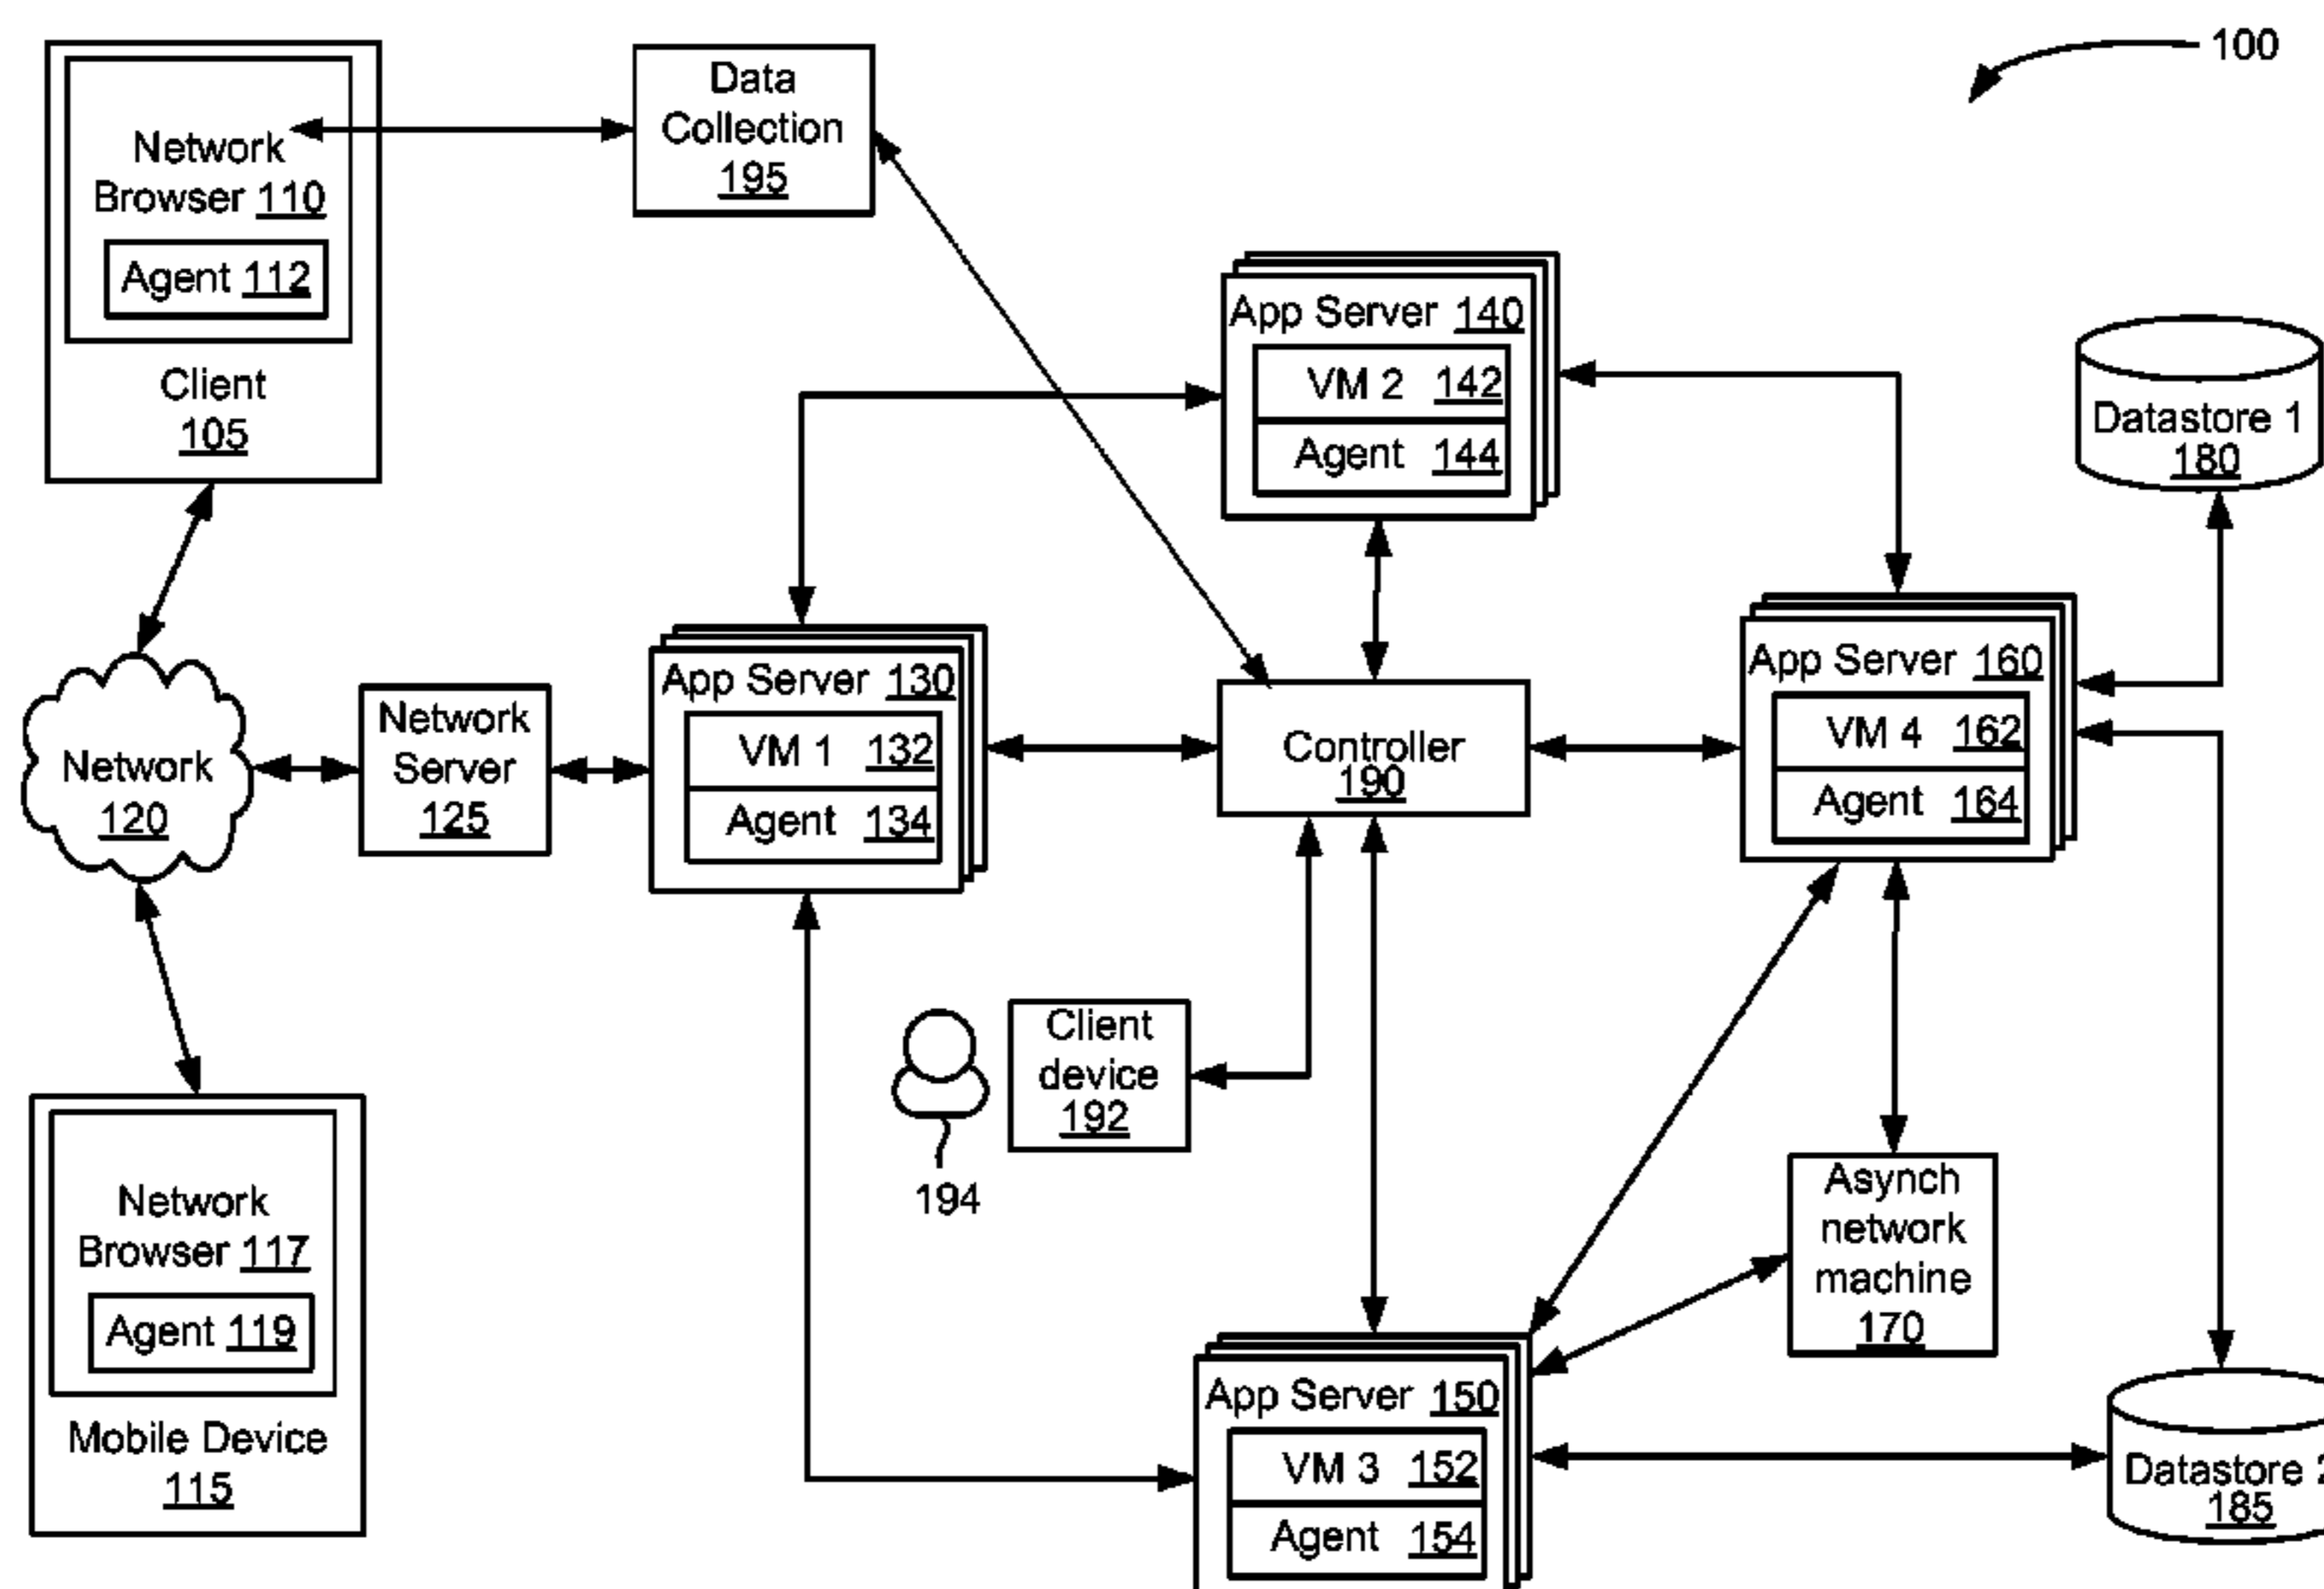 100
Network
Browser 110
Agent 112
Client
105
Data
Collection
195
App Server 140
VM 2 142
Agent 144
Datastore 1
180
Network
120
Network
Server
125
App Server 130
VM 1 132
Agent 134
Controller
190
App Server 160
VM 4 162
Agent 164
Client
device
192
194
Asynch
network
machine
170
Network
Browser 117
Agent 119
Mobile Device
115
App Server 150
VM 3 152
Agent 154
Datastore 2
185